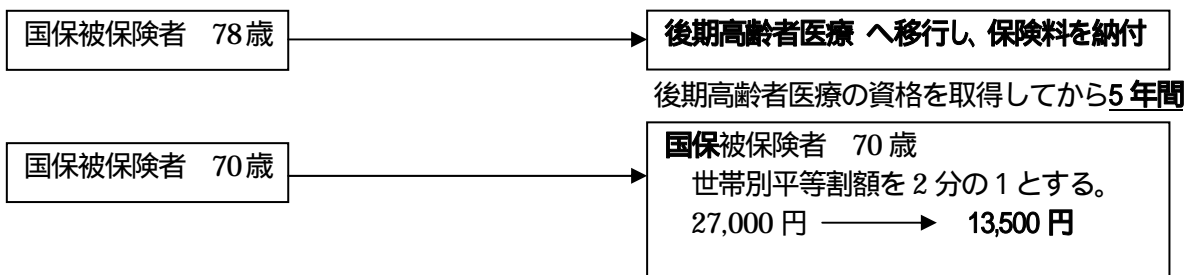 国保被保険者 78歳
後期高齢者医療 へ移行し、保険料を納付
後期高齢者医療の資格を取得してから5年間
国保被保険者 70歳
国保被保険者 70歳
世帯別平等割額を2分の1とする。
27,000円 13,500円